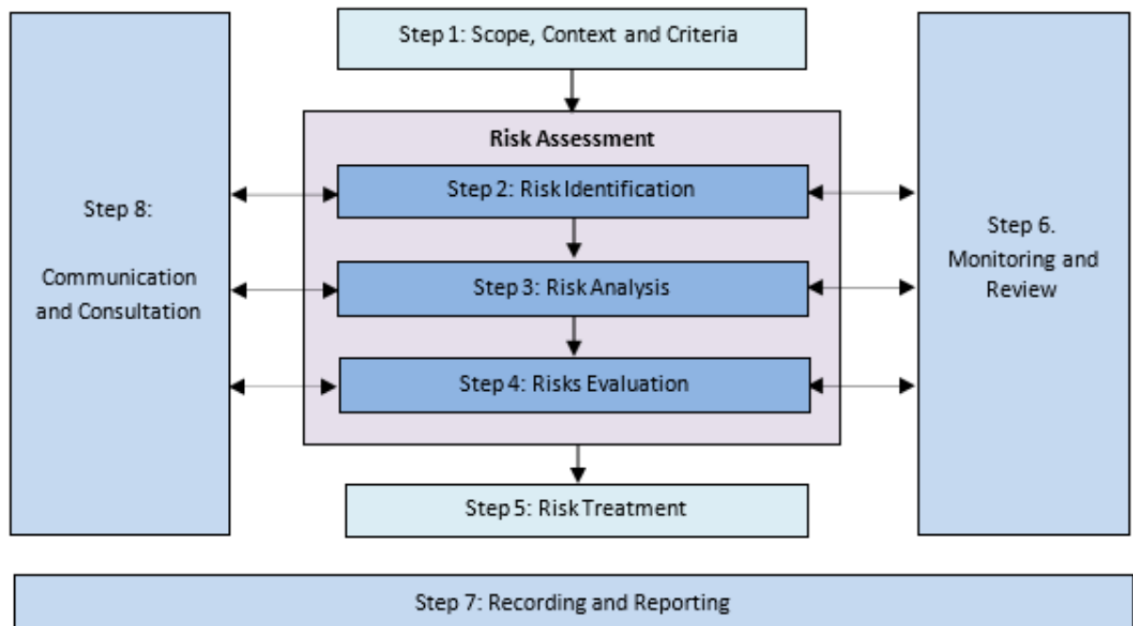 Step 1: Scope, Context and Criteria
Risk Assessment
Step 2: Risk Identification
Step 3: Risk Analysis
Step 4: Risks Evaluation
Step 5: Risk Treatment
Step 8:
Communication
and Consultation
Step 6.
Monitoring and
Review
Step 7: Recording and Reporting